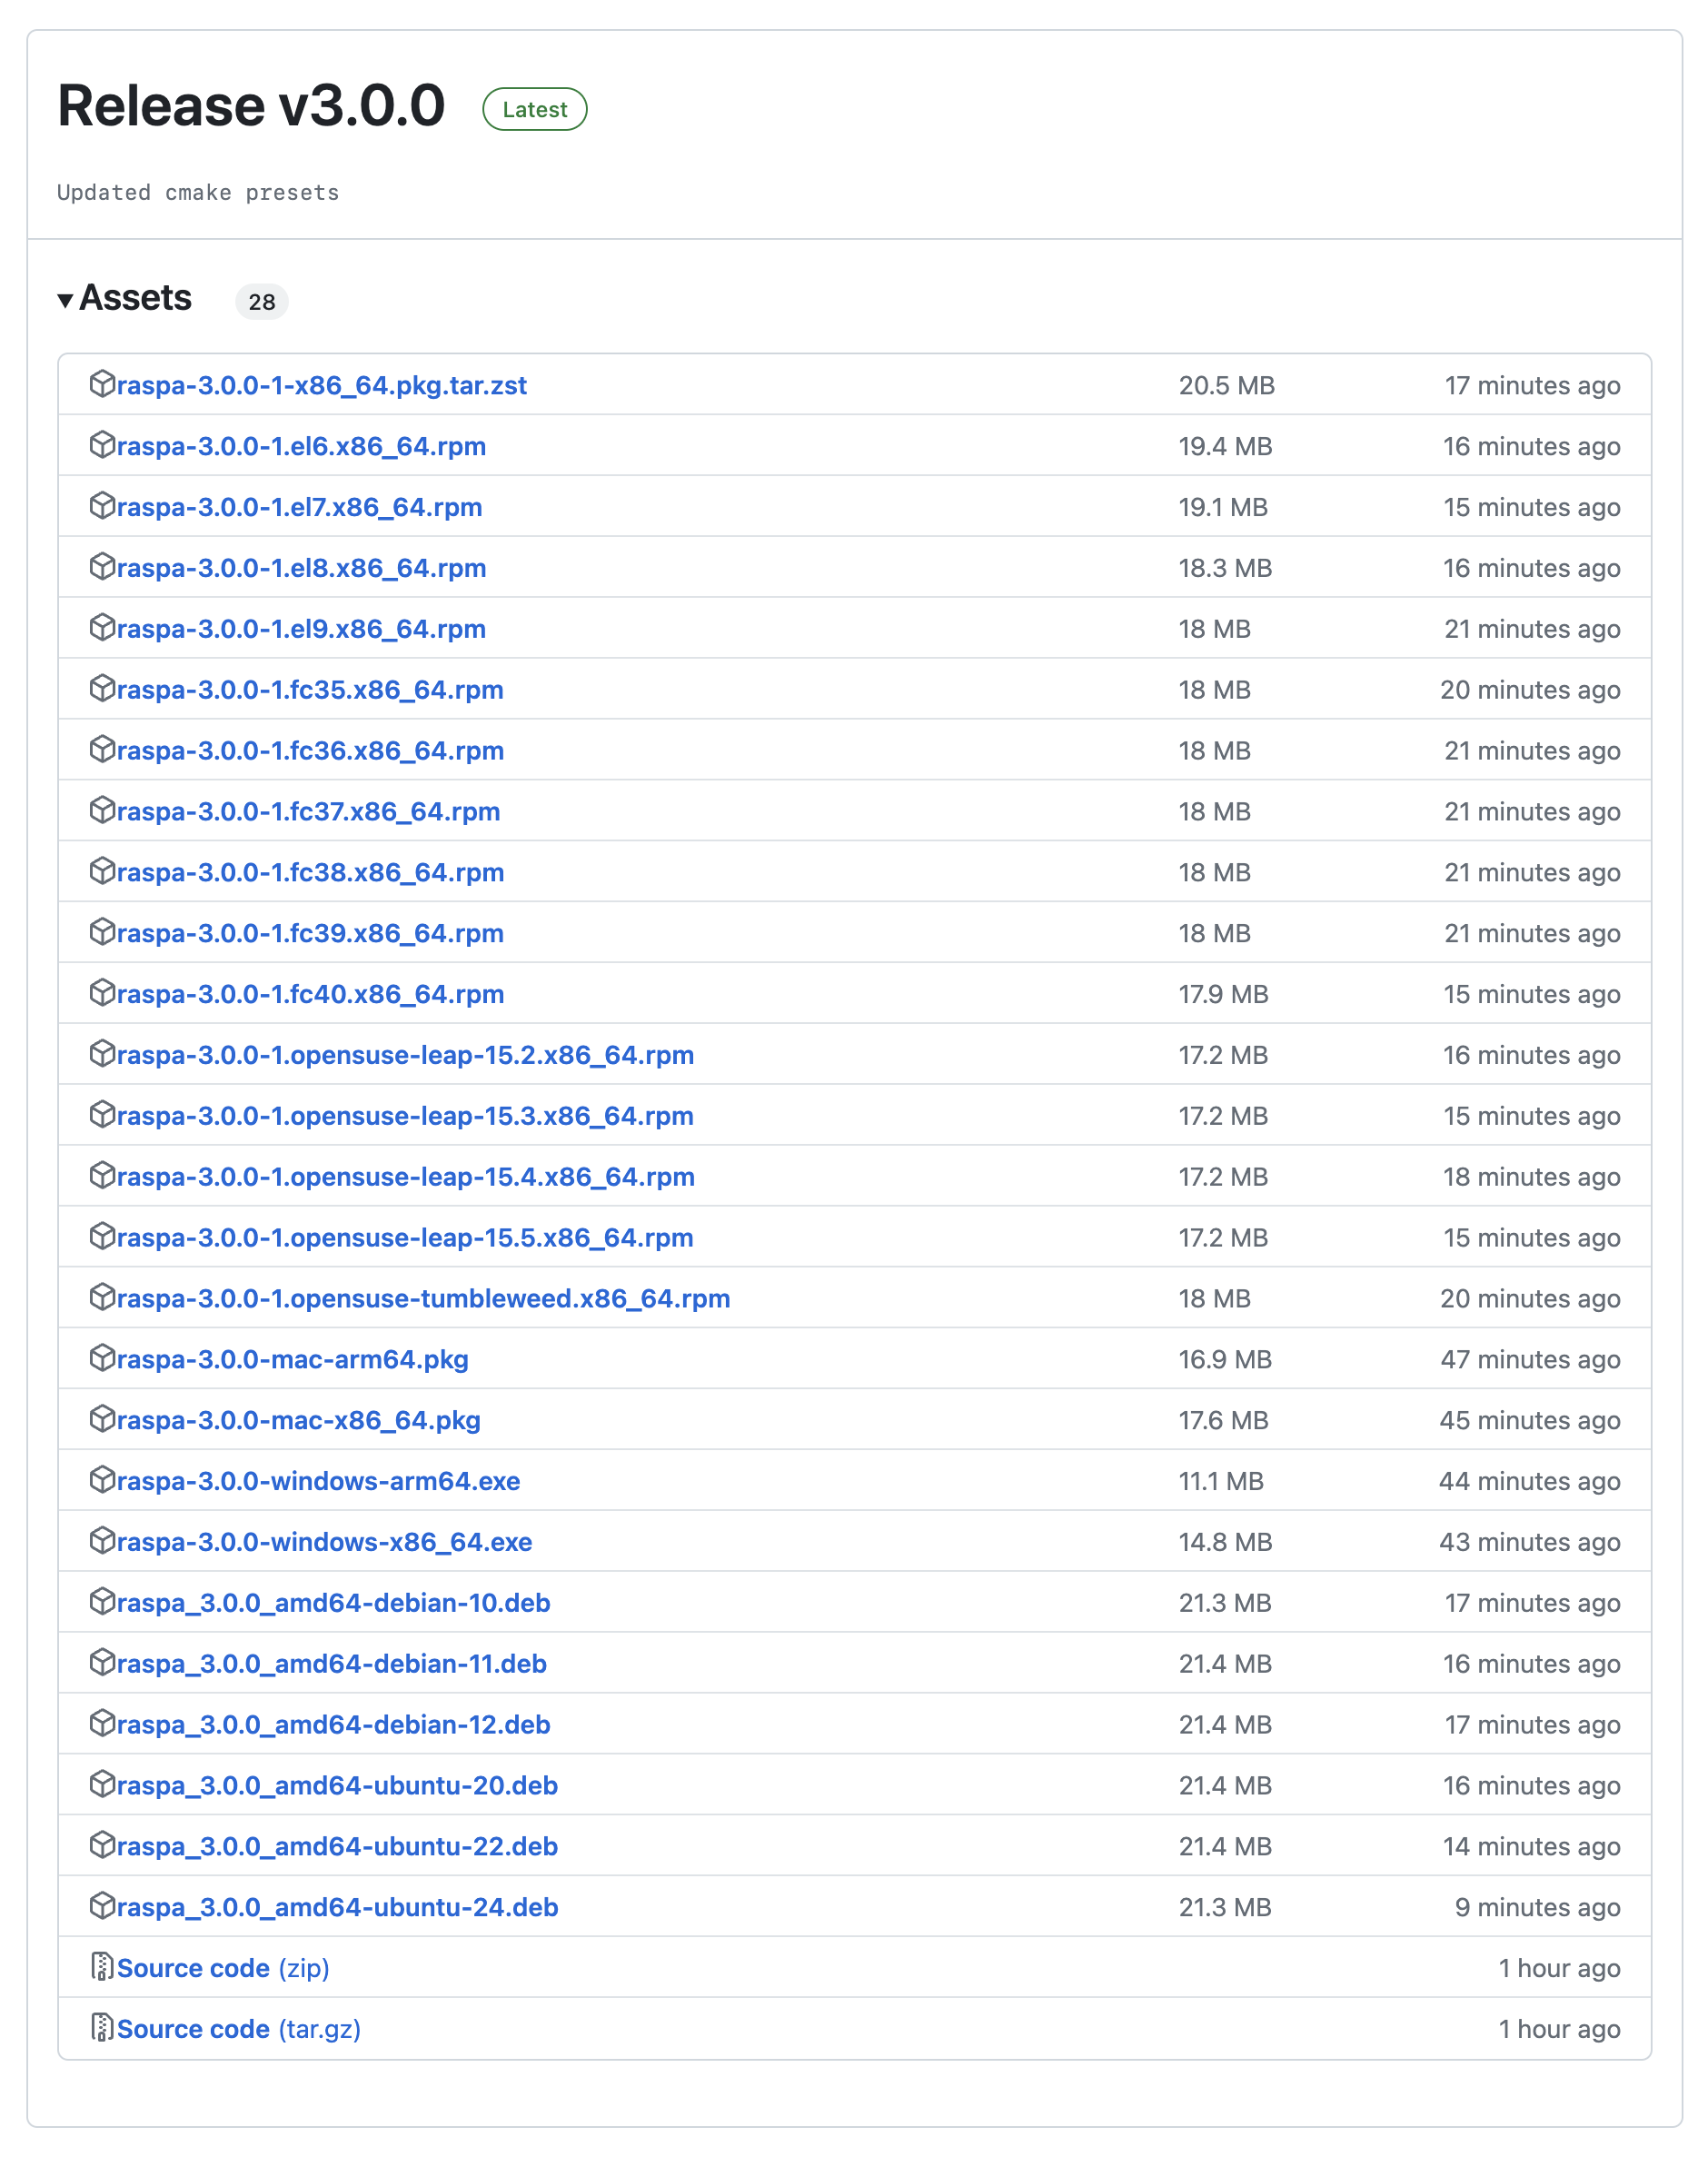 Release v3.0.0 Latest
Updated cmake presets
Assets 28
raspa-3.0.0-1-x86_64.pkg.tar.zst 20.5 MB 17 minutes ago
raspa-3.0.0-1.el6.x86_64.rpm 19.4 MB 16 minutes ago
raspa-3.0.0-1.el7.x86_64.rpm 19.1 MB 15 minutes ago
raspa-3.0.0-1.el8.x86_64.rpm 18.3 MB 16 minutes ago
raspa-3.0.0-1.el9.x86_64.rpm 18 MB 21 minutes ago
raspa-3.0.0-1.fc35.x86_64.rpm 18 MB 20 minutes ago
raspa-3.0.0-1.fc36.x86_64.rpm 18 MB 21 minutes ago
raspa-3.0.0-1.fc37.x86_64.rpm 18 MB 21 minutes ago
raspa-3.0.0-1.fc38.x86_64.rpm 18 MB 21 minutes ago
raspa-3.0.0-1.fc39.x86_64.rpm 18 MB 21 minutes ago
raspa-3.0.0-1.fc40.x86_64.rpm 17.9 MB 15 minutes ago
raspa-3.0.0-1.opensuse-leap-15.2.x86_64.rpm 17.2 MB 16 minutes ago
raspa-3.0.0-1.opensuse-leap-15.3.x86_64.rpm 17.2 MB 15 minutes ago
raspa-3.0.0-1.opensuse-leap-15.4.x86_64.rpm 17.2 MB 18 minutes ago
raspa-3.0.0-1.opensuse-leap-15.5.x86_64.rpm 17.2 MB 15 minutes ago
raspa-3.0.0-1.opensuse-tumbleweed.x86_64.rpm 18 MB 20 minutes ago
raspa-3.0.0-mac-arm64.pkg 16.9 MB 47 minutes ago
raspa-3.0.0-mac-x86_64.pkg 17.6 MB 45 minutes ago
raspa-3.0.0-windows-arm64.exe 11.1 MB 44 minutes ago
raspa-3.0.0-windows-x86_64.exe 14.8 MB 43 minutes ago
raspa_3.0.0_amd64-debian-10.deb 21.3 MB 17 minutes ago
raspa_3.0.0_amd64-debian-11.deb 21.4 MB 16 minutes ago
raspa_3.0.0_amd64-debian-12.deb 21.4 MB 17 minutes ago
raspa_3.0.0_amd64-ubuntu-20.deb 21.4 MB 16 minutes ago
raspa_3.0.0_amd64-ubuntu-22.deb 21.4 MB 14 minutes ago
raspa_3.0.0_amd64-ubuntu-24.deb 21.3 MB 9 minutes ago
Source code (zip) 1 hour ago
Source code (tar.gz) 1 hour ago